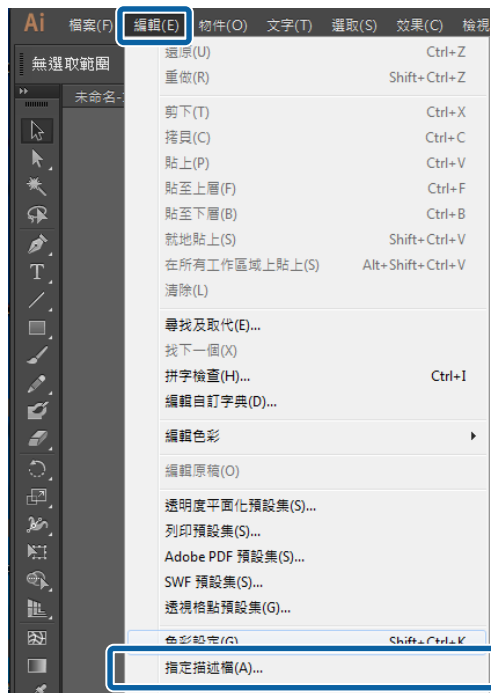 Ai 檔案(F) 編輯(E) 物件(O) 文字(T) 選取(S) 效果(C) 檢視
無選取範圍
未命名-
還原(U) Ctrl+Z
重做(R) Shift+Ctrl+Z
剪下(T) Ctrl+X
拷貝(C) Ctrl+C
貼上(P) Ctrl+V
貼至上層(F) Ctrl+F
貼至下層(B) Ctrl+B
就地貼上(S) Shift+Ctrl+V
在所有工作區域上貼上(S) Alt+Shift+Ctrl+V
清除(L)
尋找及取代(E)...
找下一個(X)
拼字檢查(H)... Ctrl+I
編輯自訂字典(D)...
編輯色彩
編輯原稿(O)
透明度平面化預設集(S)...
列印預設集(S)...
Adobe PDF 預設集(S)...
SWF 預設集(S)...
透視格點預設集(G)...
色彩設定(G)... Shift+Ctrl+K
指定描述檔(A)...